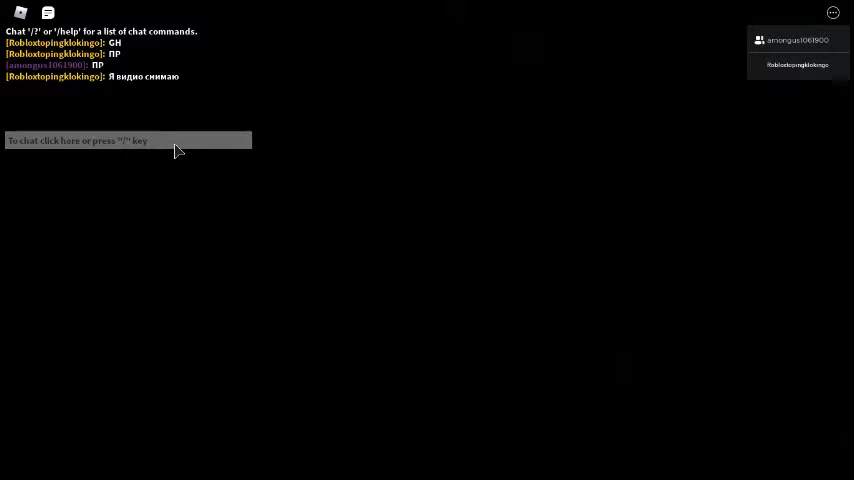 Chat '/?' or '/help' for a list of chat commands.
[Robloxtopingklokingo]: GH
[Robloxtopingklokingo]: ПР
[amongus1061900]: ПР
[Robloxtopingklokingo]: Я видио снимаю
To chat click here or press "/" key
amongus1061900
Robloxtopingklokingo